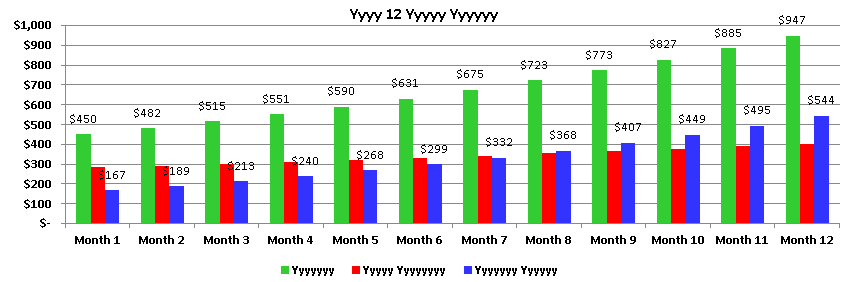 Yyyy 12 Yyyyy Yyyyyy
$1,000
$900
$800
$700
$600
$500
$400
$300
$200
$100
$-
$450
$482
$515
$551
$590
$631
$675
$723
$773
$827
$885
$947
$167
$189
$213
$240
$268
$299
$332
$368
$407
$449
$495
$544
Month 1
Month 2
Month 3
Month 4
Month 5
Month 6
Month 7
Month 8
Month 9
Month 10
Month 11
Month 12
Yyyyyyy
Yyyyy Yyyyyyyy
Yyyyyyy Yyyyyy